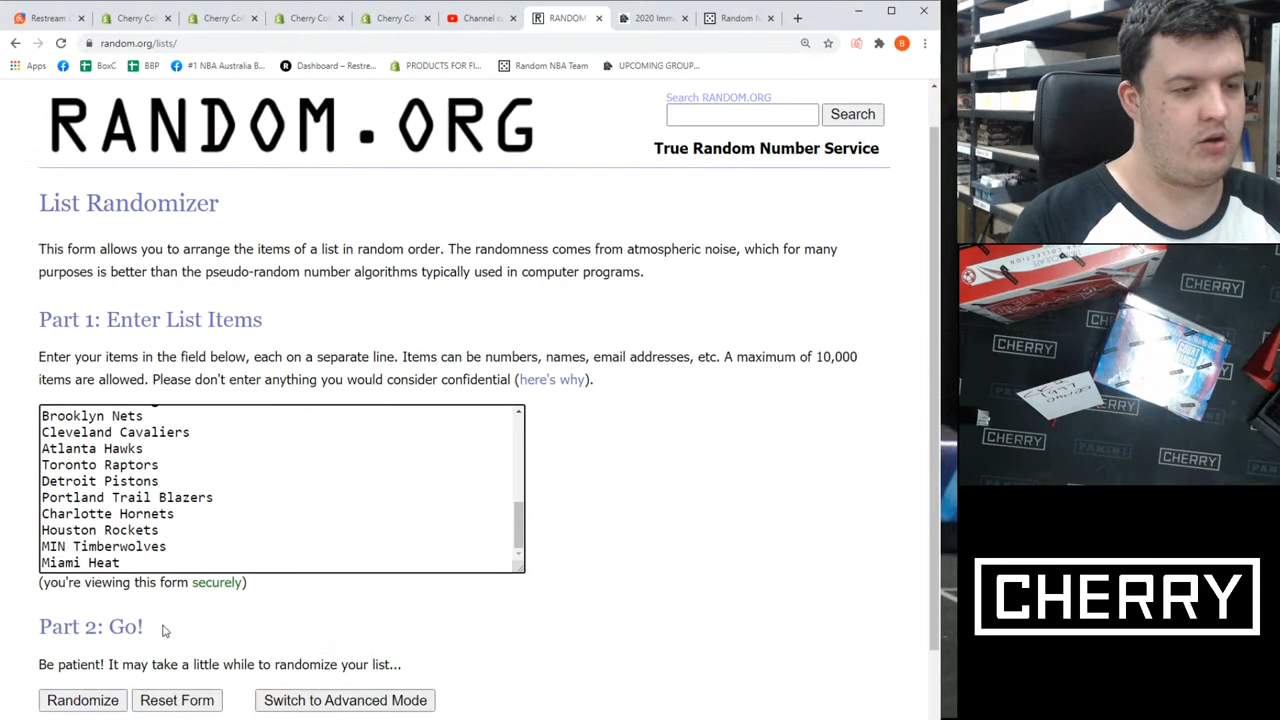 Restream
Cherry Col
Cherry Col
Cherry Co
Cherry Col
Channel c
RANDOM
2020 Imm
Random N
random.org/lists/
B
Apps
BoxC
BBP
#1 NBA Australia B...
Dashboard – Restre...
PRODUCTS FOR FI...
Random NBA Team
UPCOMING GROUP...
RANDOM.ORG
Search RANDOM.ORG
Search
True Random Number Service
List Randomizer
This form allows you to arrange the items of a list in random order. The randomness comes from atmospheric noise, which for many
purposes is better than the pseudo-random number algorithms typically used in computer programs.
Part 1: Enter List Items
Enter your items in the field below, each on a separate line. Items can be numbers, names, email addresses, etc. A maximum of 10,000
items are allowed. Please don't enter anything you would consider confidential (here's why).
Brooklyn Nets
Cleveland Cavaliers
Atlanta Hawks
Toronto Raptors
Detroit Pistons
Portland Trail Blazers
Charlotte Hornets
Houston Rockets
MIN Timberwolves
Miami Heat
(you're viewing this form securely)
Part 2: Go!
Be patient! It may take a little while to randomize your list...
Randomize
Reset Form
Switch to Advanced Mode
COLLECTION
CHERRY
CHERRY
CHERRY
CHERRY
PANINI
CHERRY
CHERRY